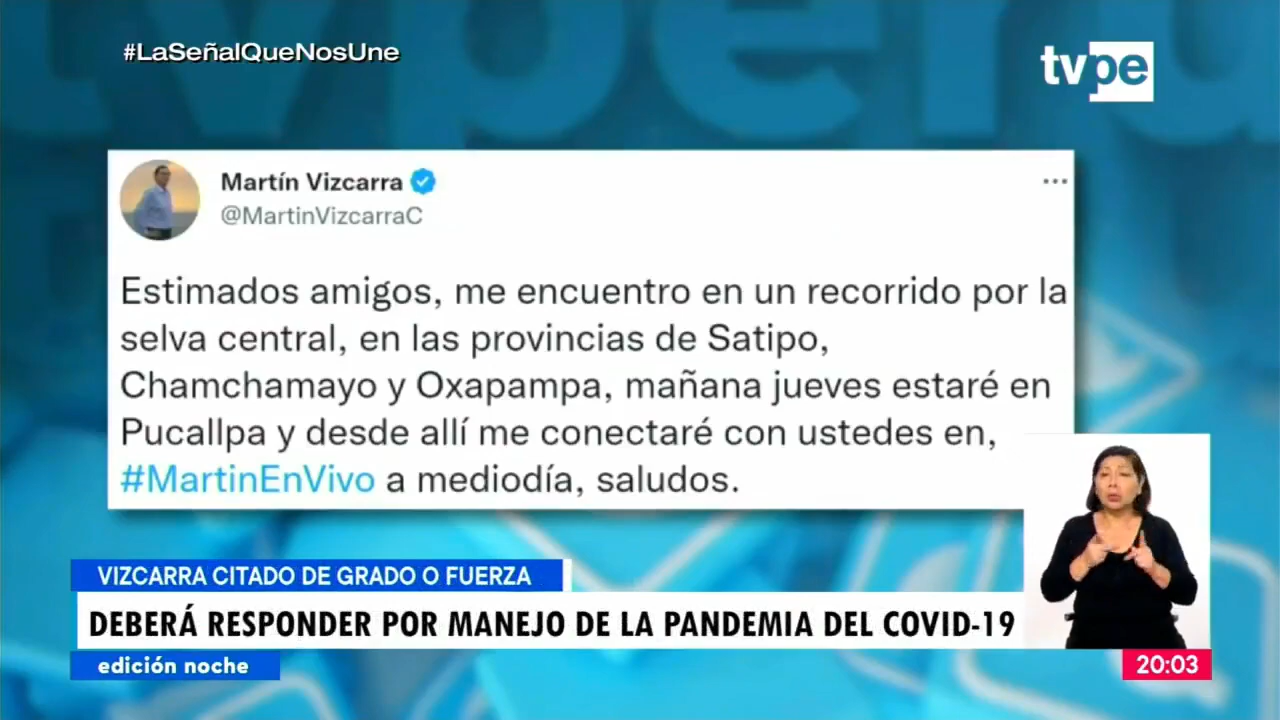 #LaSeñalQueNosUne
tvpe
Martín Vizcarra
@MartinVizcarraC
Estimados amigos, me encuentro en un recorrido por la
selva central, en las provincias de Satipo,
Chamchamayo y Oxapampa, mañana jueves estaré en
Pucallpa y desde allí me conectaré con ustedes en,
#MartinEnVivo a mediodía, saludos.
VIZCARRA CITADO DE GRADO O FUERZA
DEBERÁ RESPONDER POR MANEJO DE LA PANDEMIA DEL COVID-19
edición noche
20:03